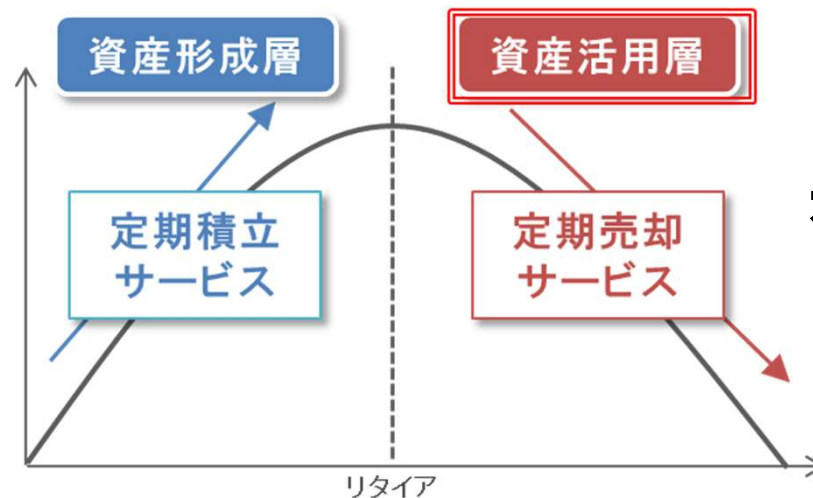 資産形成層
資産活用層
定期積立
サービス
定期売却
サービス
リタイア